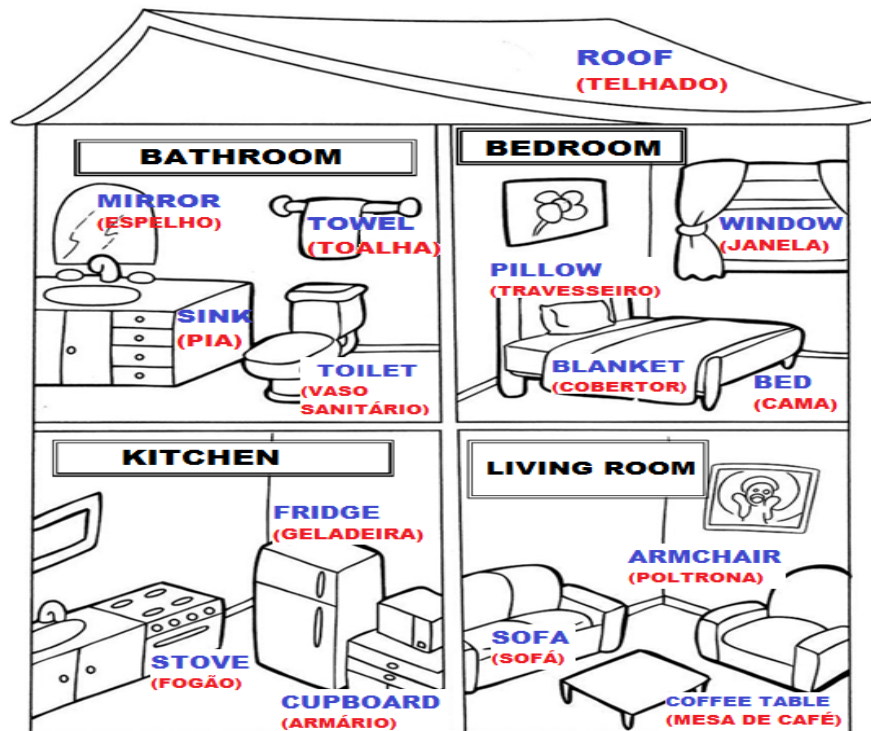 ROOF
(TELHADO)
BATHROOM
MIRROR
(ESPELHO)
TOWEL
(TOALHA)
SINK
(PIA)
TOILET
(VASO
SANITÁRIO)
BEDROOM
WINDOW
(JANELA)
PILLOW
(TRAVESSEIRO)
BLANKET
(COBERTOR)
BED
(CAMA)
KITCHEN
FRIDGE
(GELADEIRA)
STOVE
(FOGÃO)
CUPBOARD
(ARMÁRIO)
LIVING ROOM
ARMCHAIR
(POLTRONA)
SOFA
(SOFÁ)
COFFEE TABLE
(MESA DE CAFÉ)